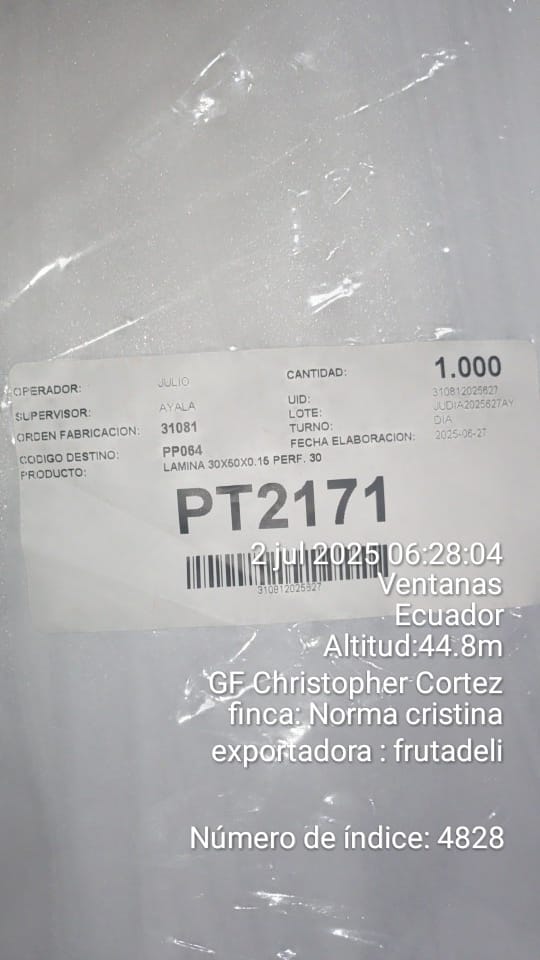 OPERADOR: JULIO CANTIDAD: 1.000
SUPERVISOR: AYALA UID: 310812025627
ORDEN FABRICACION: 31081 LOTE: JUDIA2025627AY
CODIGO DESTINO: PP064 TURNO: DIA
PRODUCTO: LAMINA 30X60X0.15 PERF. 30 FECHA ELABORACION: 2025-06-27
PT2171
310812025627
2 jul 2025 06:28:04
Ventanas
Ecuador
Altitud:44.8m
GF Christopher Cortez
finca: Norma cristina
exportadora : frutadeli
Número de índice: 4828